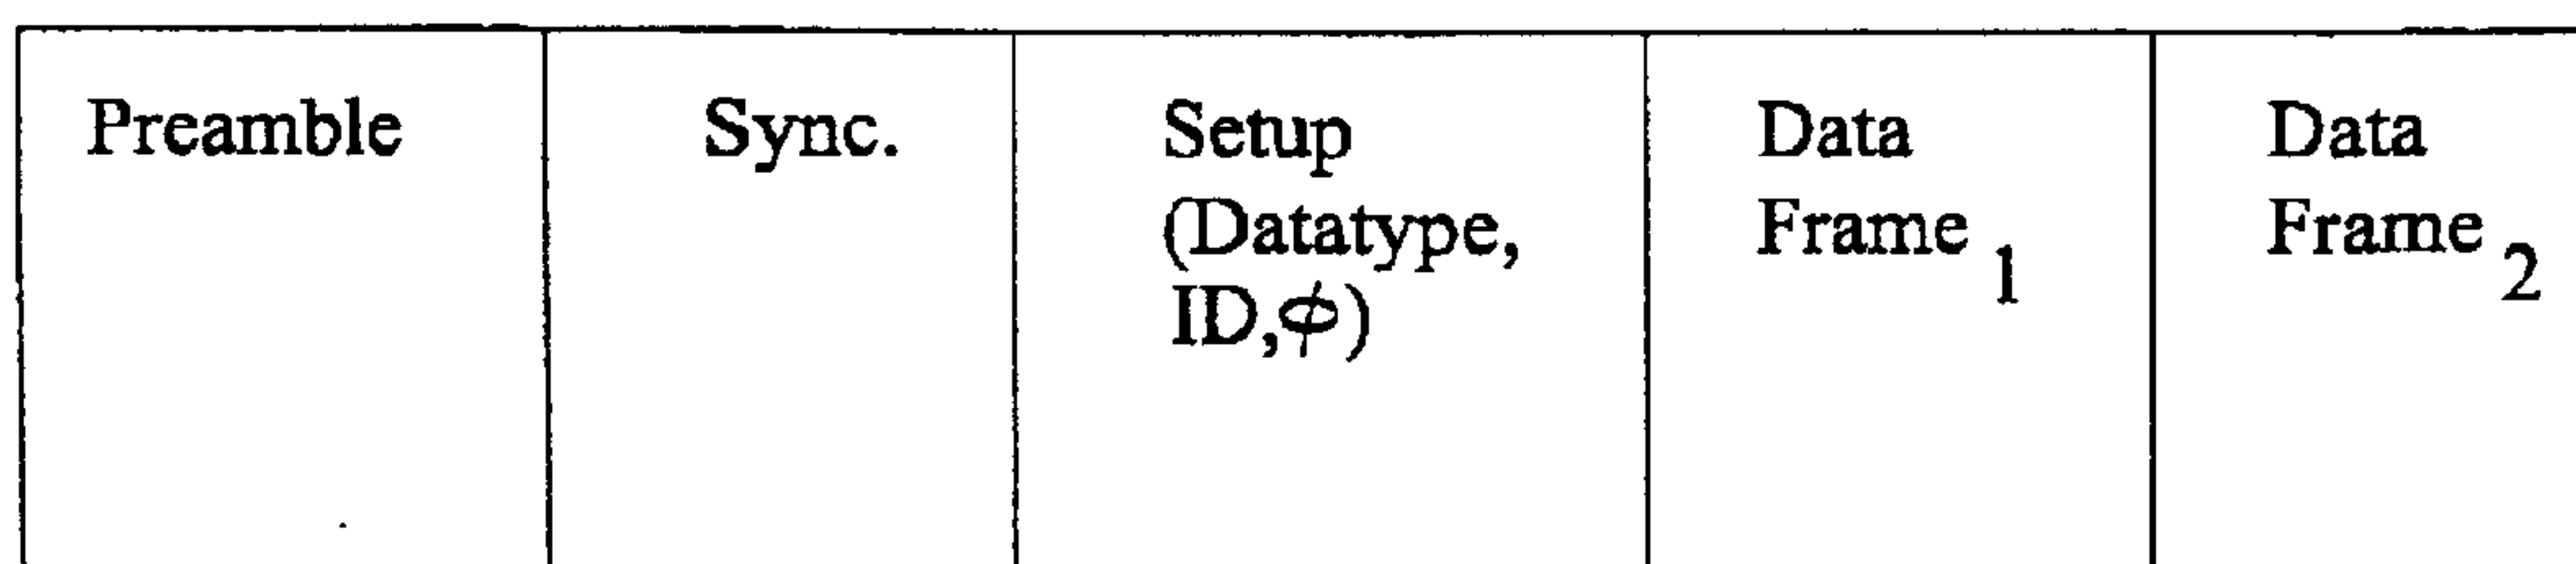 Preamble
Sync.
Setup
(Datatype,
ID,ϕ)
Data
Frame 1
Data
Frame 2